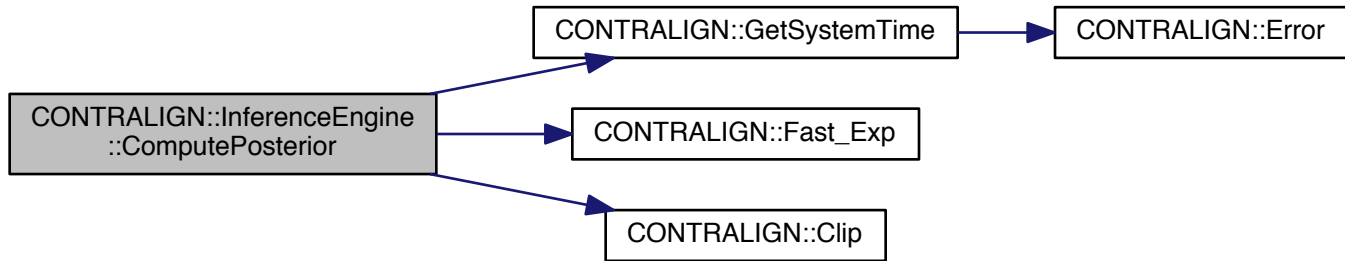 CONTRALIGN::GetSystemTime
CONTRALIGN::Error
CONTRALIGN::InferenceEngine
::ComputePosterior
CONTRALIGN::Fast_Exp
CONTRALIGN::Clip